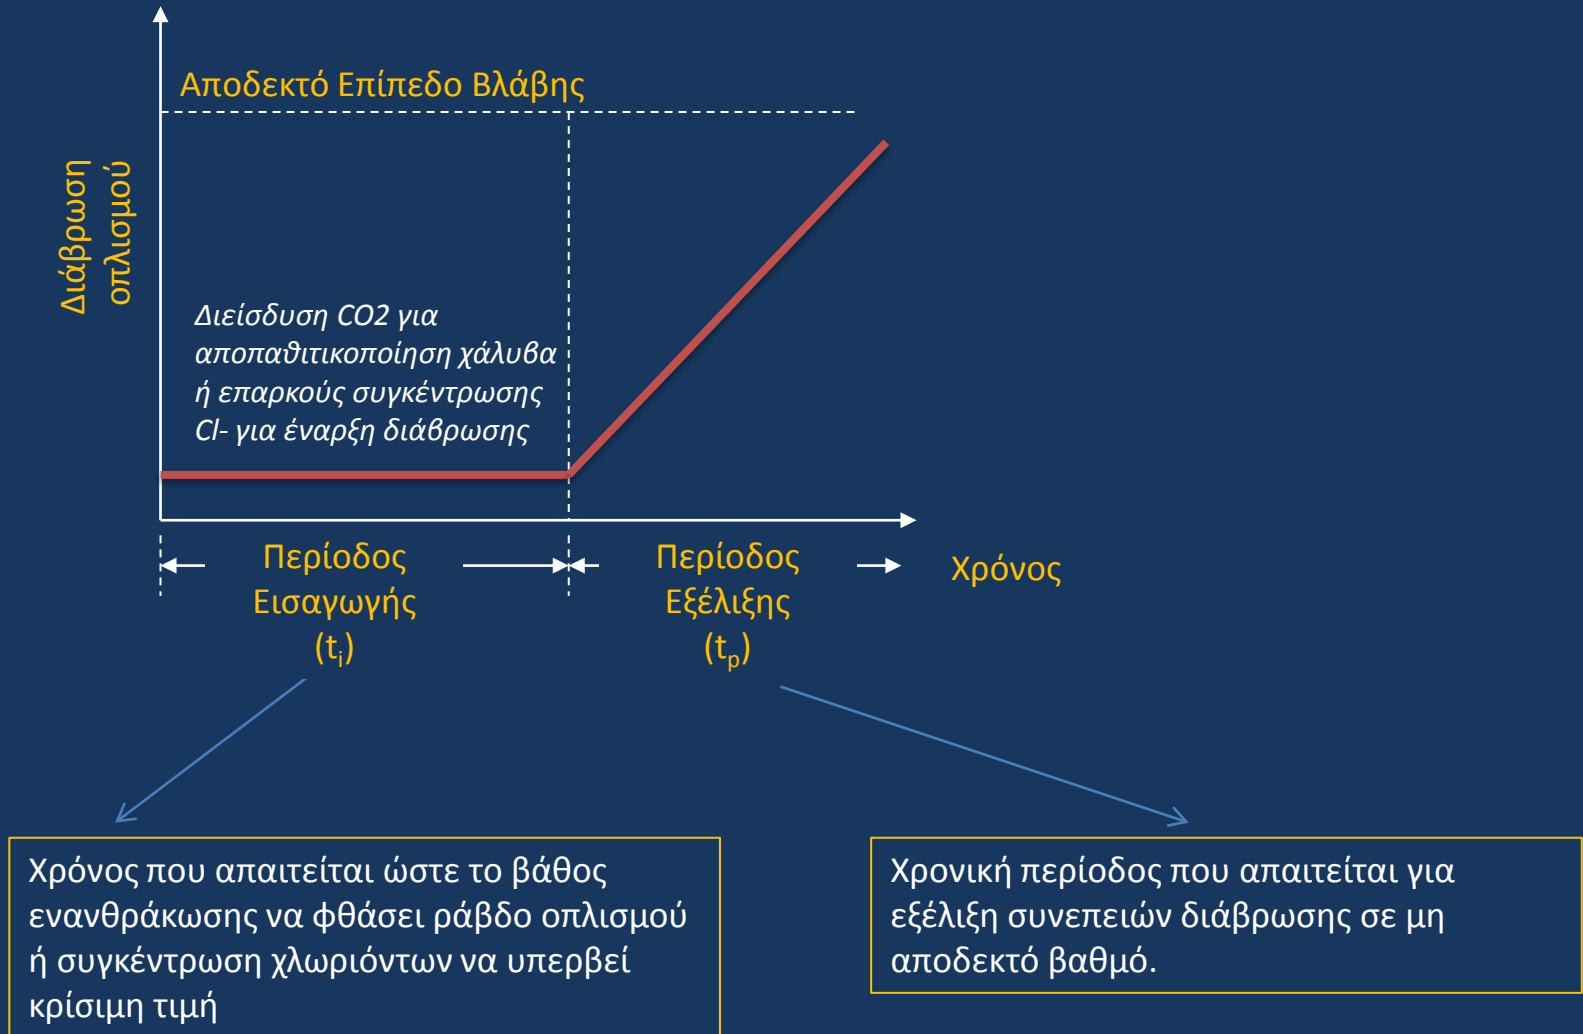 Αποδεκτό Επίπεδο Βλάβης
Διάβρωση
οπλισμού
Διείσδυση CO2 για
αποπαθιτικοποίηση χάλυβα
ή επαρκούς συγκέντρωσης
Cl- για έναρξη διάβρωσης
Περίοδος
Εισαγωγής
(ti)
Περίοδος
Εξέλιξης
(tp)
Χρόνος
Χρόνος που απαιτείται ώστε το βάθος
ενανθράκωσης να φθάσει ράβδο οπλισμού
ή συγκέντρωση χλωριόντων να υπερβεί
κρίσιμη τιμή
Χρονική περίοδος που απαιτείται για
εξέλιξη συνεπειών διάβρωσης σε μη
αποδεκτό βαθμό.